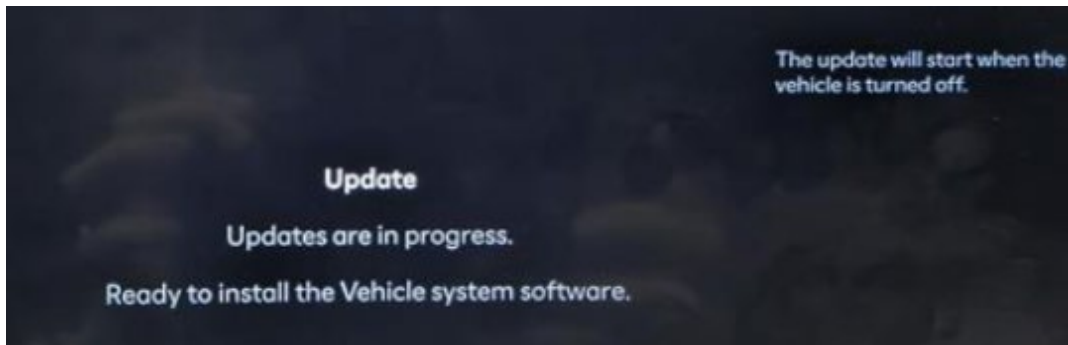 The update will start when the
vehicle is turned off.
Update
Updates are in progress.
Ready to install the Vehicle system software.